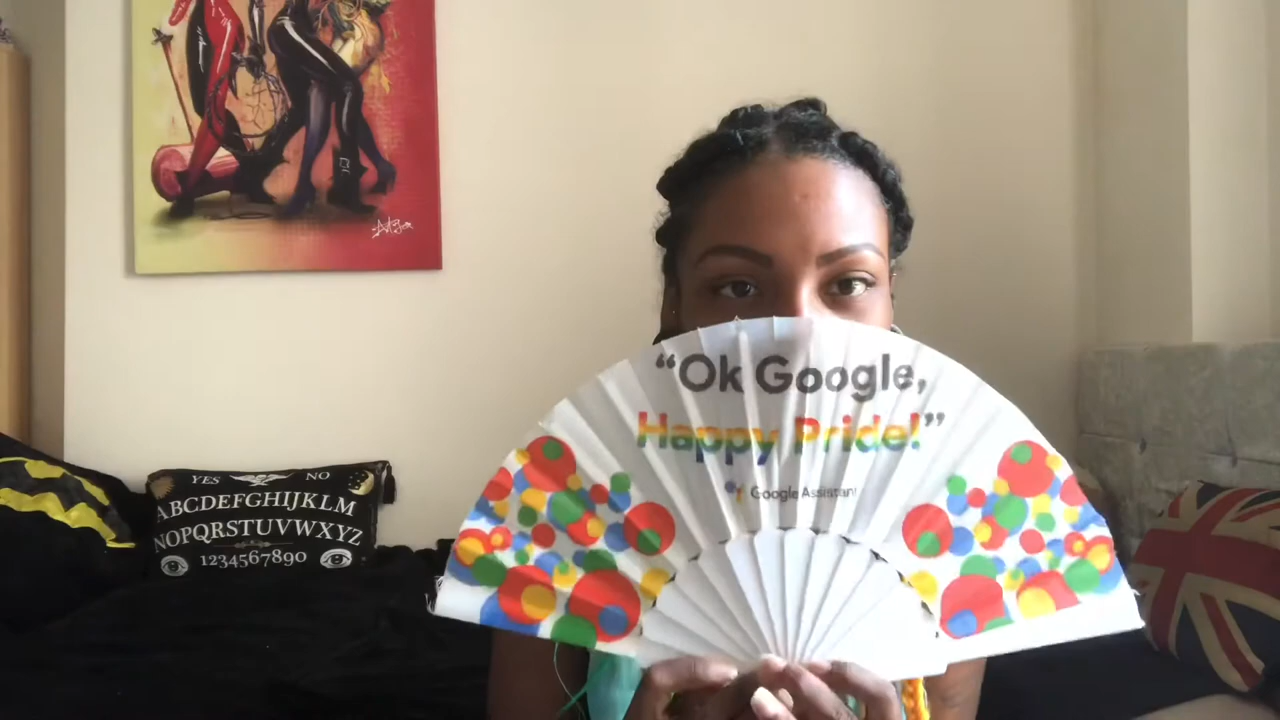 YES NO
ABCDEFGHIJKLM
NOPQRSTUVWXYZ
1234567890
“Ok Google,
Happy Pride!”
Google Assistant